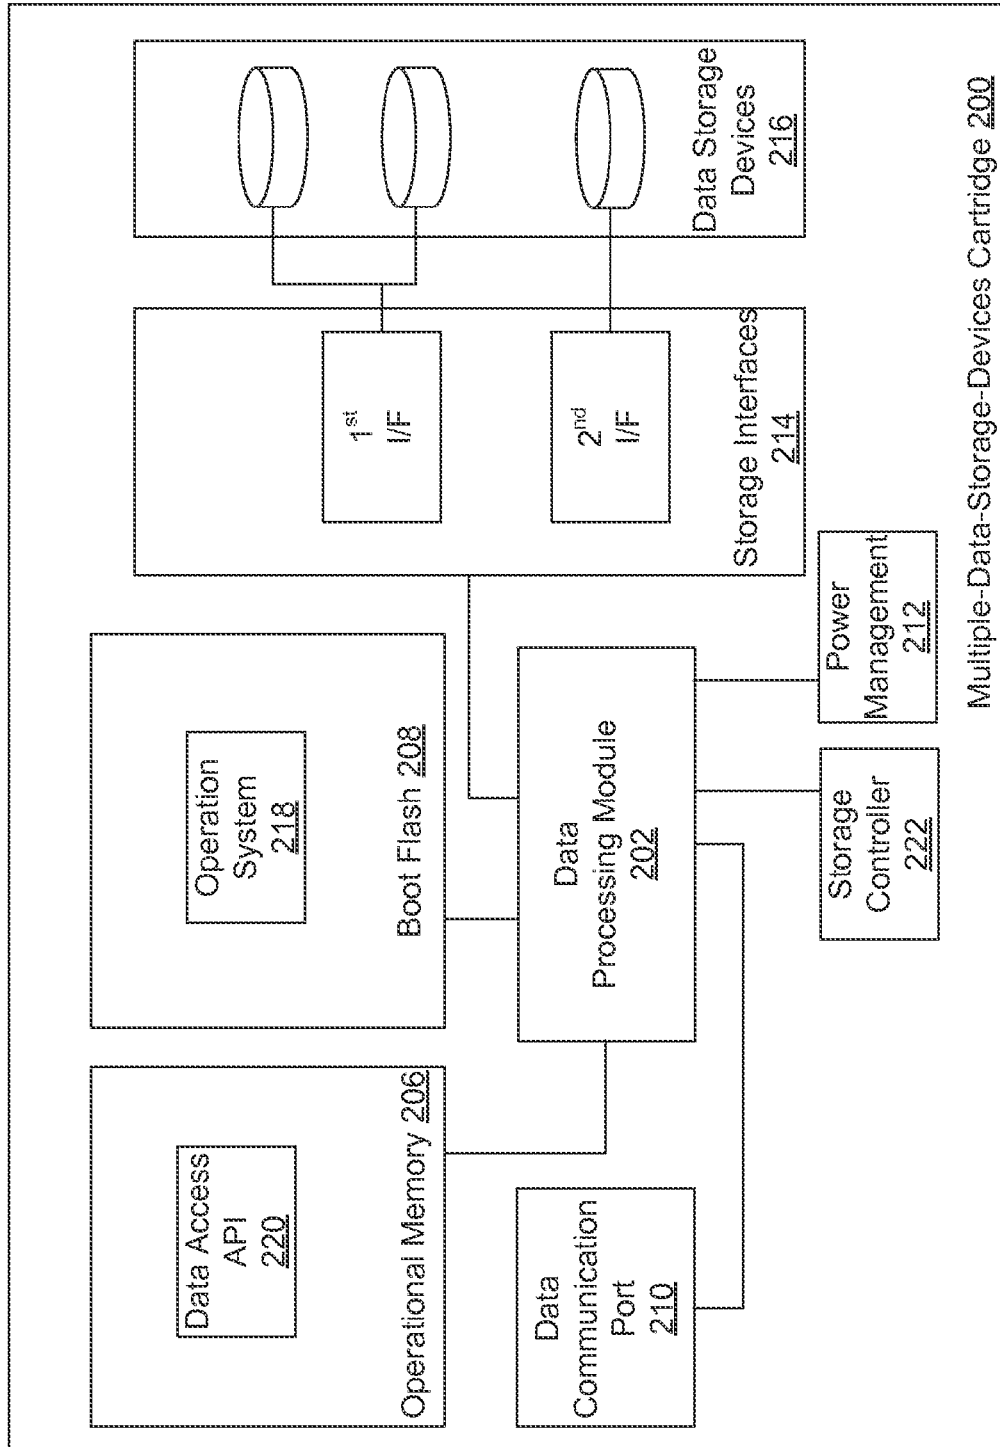 Data Access
API
220
Operational Memory 206
Operation
System
218
Boot Flash 208
1st
I/F
2nd
I/F
Storage Interfaces
214
Data Storage
Devices
216
Data
Communication
Port
210
Data
Processing Module
202
Storage
Controller
222
Power
Management
212
Multiple-Data-Storage-Devices Cartridge 200